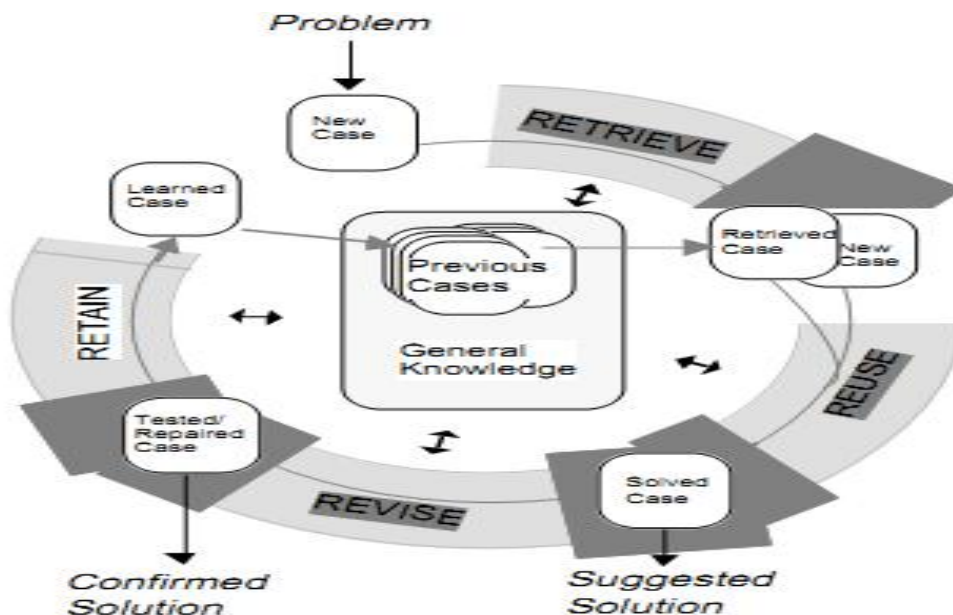 Problem
New
Case
RETRIEVE
Learned
Case
Retrieved
Case
New
Case
Previous
Cases
General
Knowledge
RETAIN
REUSE
Tested/
Repaired
Case
REVISE
Solved
Case
Confirmed
Solution
Suggested
Solution